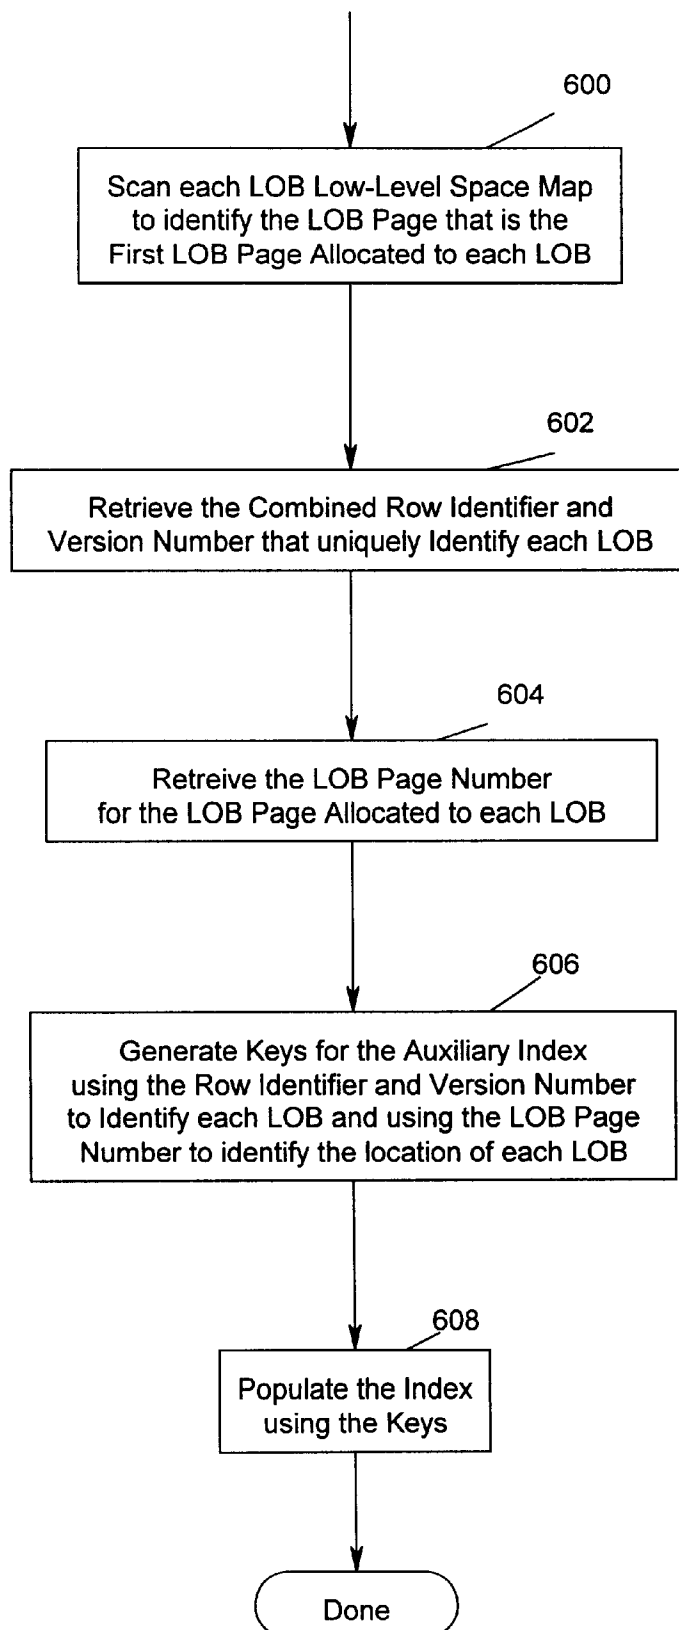 600
Scan each LOB Low-Level Space Map
to identify the LOB Page that is the
First LOB Page Allocated to each LOB
602
Retrieve the Combined Row Identifier and
Version Number that uniquely Identify each LOB
604
Retreive the LOB Page Number
for the LOB Page Allocated to each LOB
606
Generate Keys for the Auxiliary Index
using the Row Identifier and Version Number
to Identify each LOB and using the LOB Page
Number to identify the location of each LOB
608
Populate the Index
using the Keys
Done